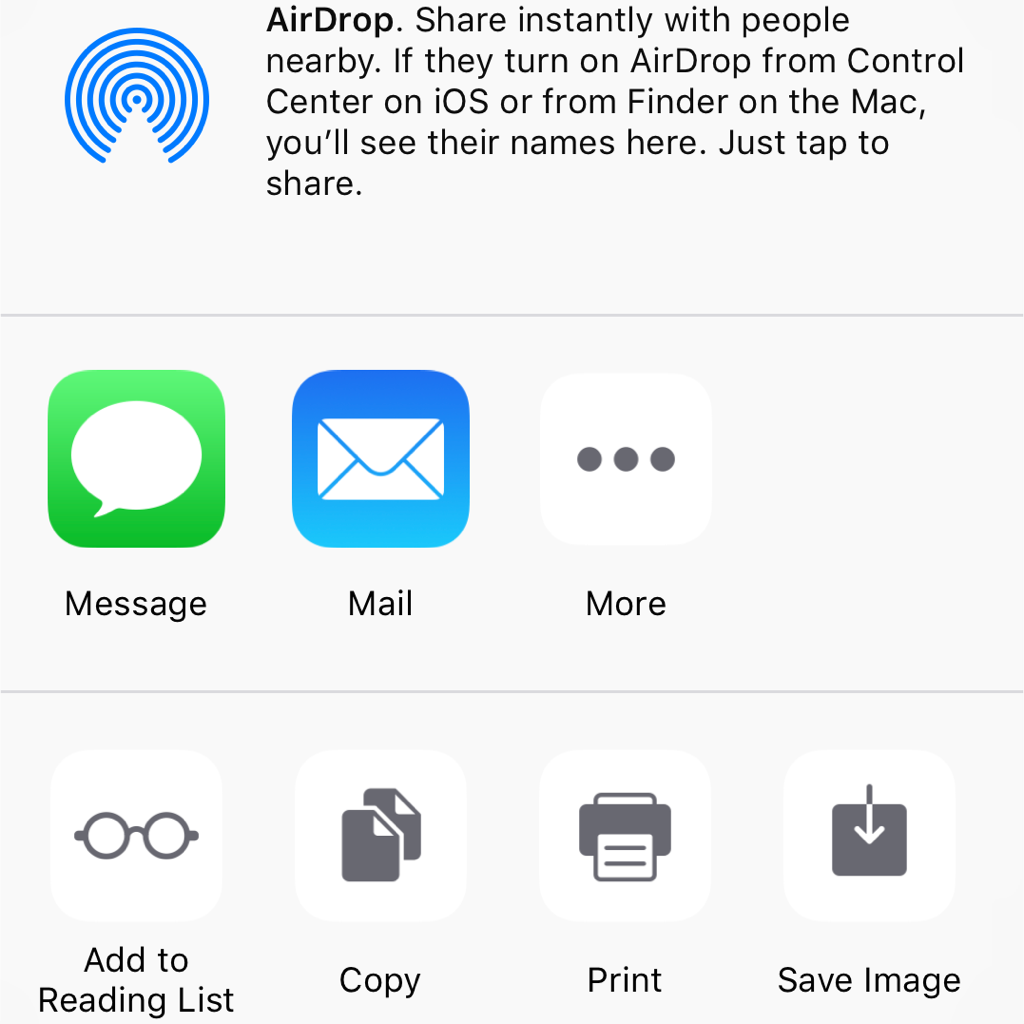 AirDrop. Share instantly with people
nearby. If they turn on AirDrop from Control
Center on iOS or from Finder on the Mac,
you’ll see their names here. Just tap to
share.
Message
Mail
More
Add to
Reading List
Copy
Print
Save Image